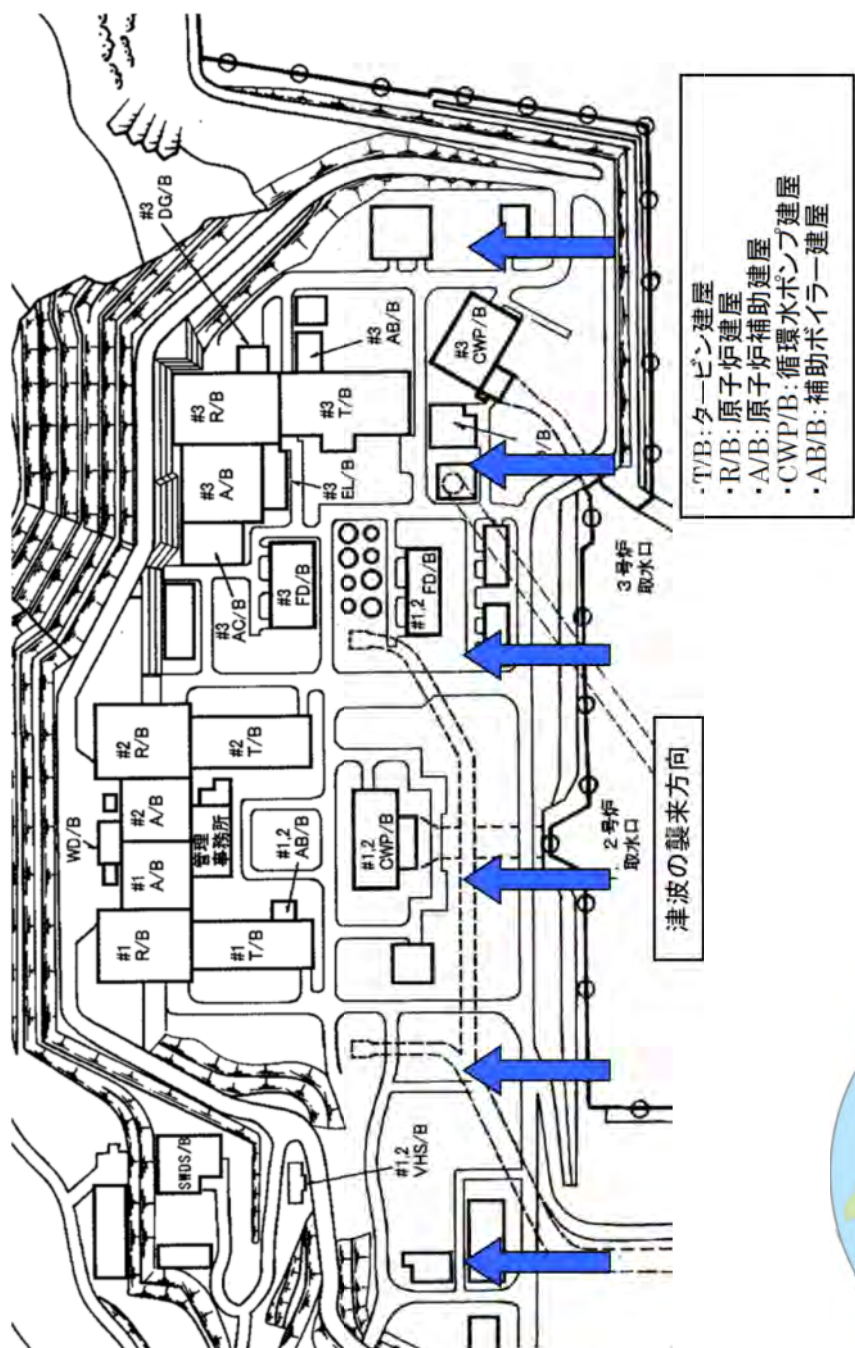 #3
DG/B
#3
R/B
#3
AB/B
#3
T/B
#3
CWP/B
#3
A/B
#3
EL/B
#3
AC/B
#3
FD/B
#1,2
FD/B
3号炉
取水口
#2
R/B
#2
T/B
WD/B
#2
A/B
#1
A/B
管理
事務所
#1,2
AB/B
#1,2
CWP/B
2号炉
取水口
#1
R/B
#1
T/B
SWDS/B
#1,2
VHS/B
津波の襲来方向
・T/B:タービン建屋
・R/B:原子炉建屋
・A/B:原子炉補助建屋
・CWP/B:循環水ポンプ建屋
・AB/B:補助ボイラー建屋